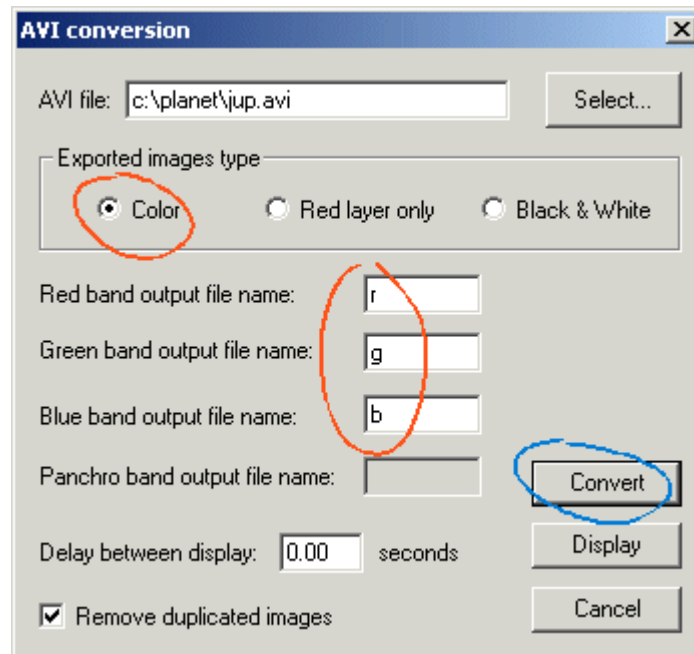 AVI conversion
AVI file: c:\planet\jup.avi Select...
Exported images type
Color Red layer only Black & White
Red band output file name: r
Green band output file name: g
Blue band output file name: b
Panchro band output file name: Convert
Delay between display: 0.00 seconds Display
Remove duplicated images Cancel